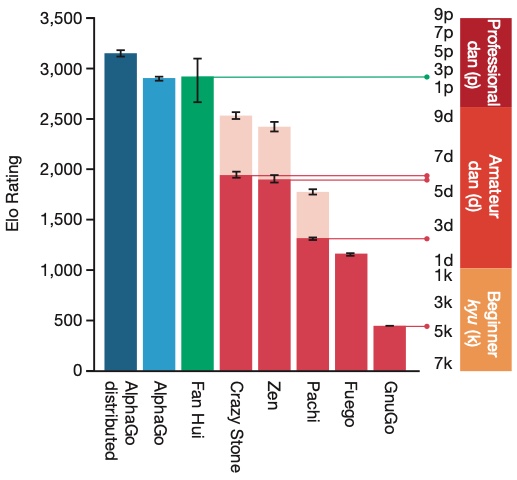 Elo Rating
3,500
3,000
2,500
2,000
1,500
1,000
500
0
AlphaGo
distributed
AlphaGo
Fan Hui
Crazy Stone
Zen
Pachi
Fuego
GnuGo
9p
7p
5p
3p
1p
9d
7d
5d
3d
1d
1k
3k
5k
7k
Professional
dan (p)
Amateur
dan (d)
Beginner
kyu (k)